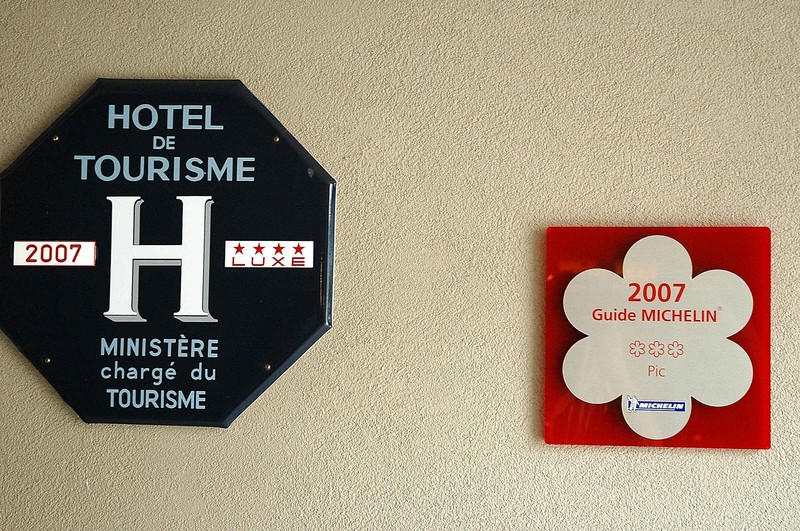 HOTEL
DE
TOURISME
H
2007
★★★★
LUXE
MINISTÈRE
chargé du
TOURISME
2007
Guide MICHELIN®
Pic
MICHELIN